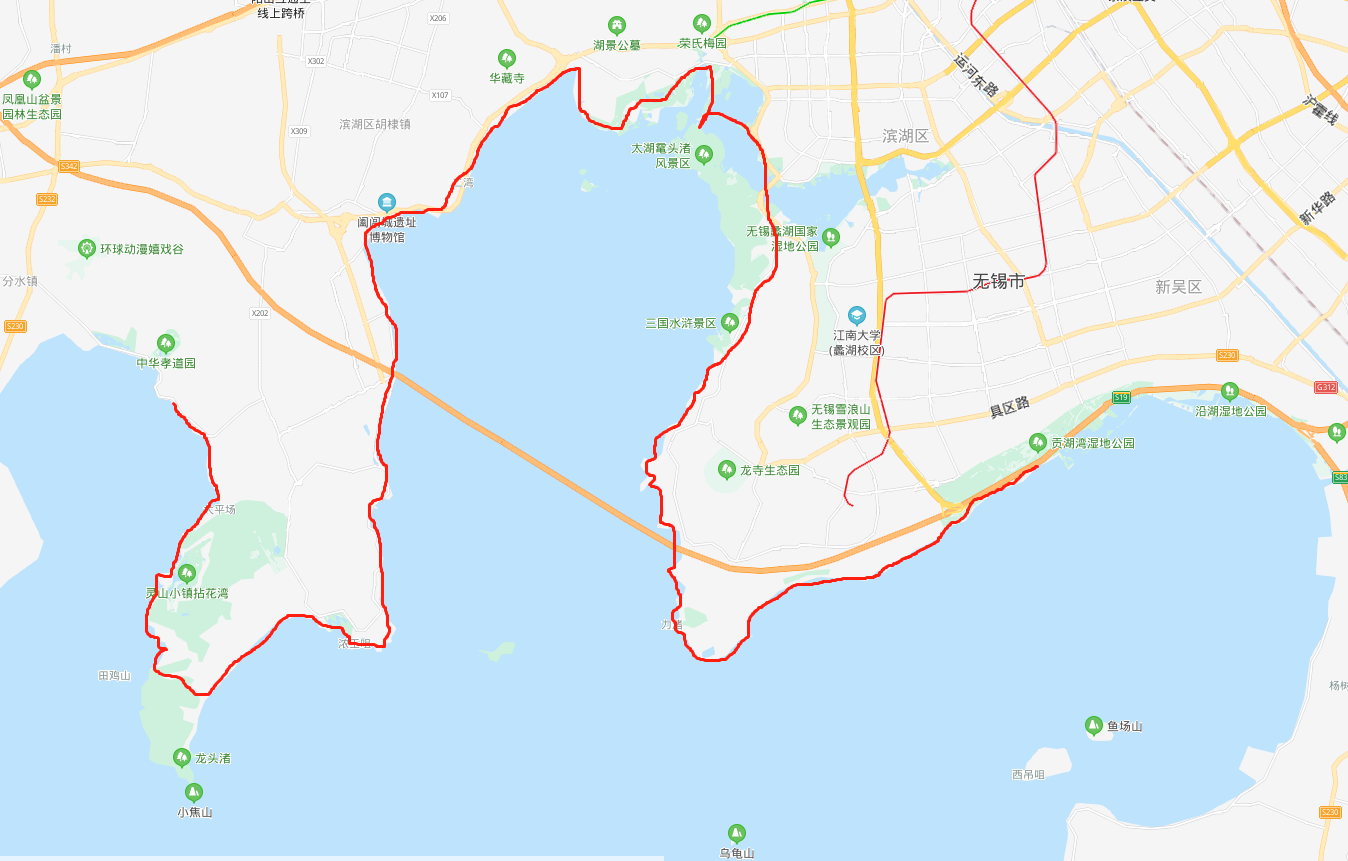 线上跨桥
X206
潘村
湖景公墓
荣氏梅园
X302
华藏寺
凤凰山盆景
园林生态园
X107
运河东路
沪霍线
滨湖区胡棣镇
X309
滨湖区
太湖鼋头渚
风景区
S342
S232
阖闾城遗址
博物馆
新华路
环球动漫嬉戏谷
无锡蠡湖国家
湿地公园
分水镇
无锡市
新吴区
X202
S230
三国水浒景区
江南大学
(蠡湖校区)
中华孝道园
S230
具区路
S19
G312
沿湖湿地公园
无锡雪浪山
生态景观园
贡湖湾湿地公园
龙寺生态园
S83
太平场
灵山小镇拈花湾
田鸡山
鱼场山
龙头渚
西吊咀
小焦山
S230
乌龟山